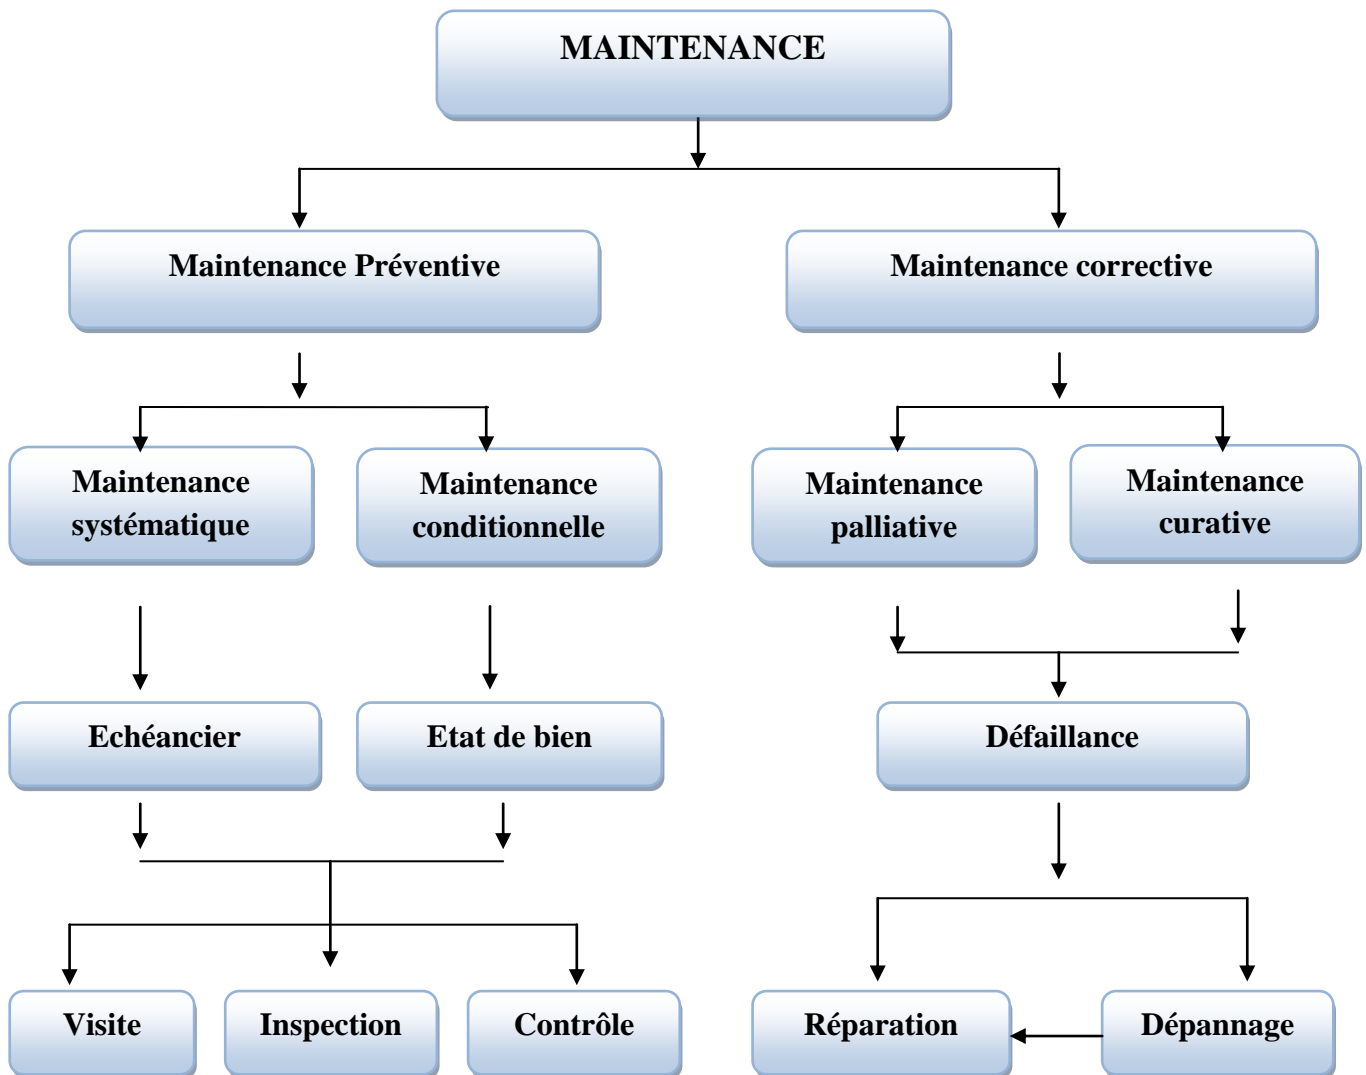 MAINTENANCE
Maintenance Préventive
Maintenance corrective
Maintenance
systématique
Maintenance
conditionnelle
Maintenance
palliative
Maintenance
curative
Echéancier
Etat de bien
Défaillance
Visite
Inspection
Contrôle
Réparation
Dépannage